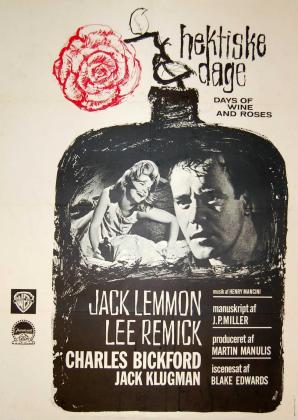 hektiske
dage
DAYS OF
WINE
AND ROSES
JACK LEMMON
LEE REMICK
CHARLES BICKFORD
JACK KLUGMAN
musik af HENRY MANCINI
manuskript af
J.P.MILLER
produceret af
MARTIN MANULIS
iscenesat af
BLAKE EDWARDS
WB